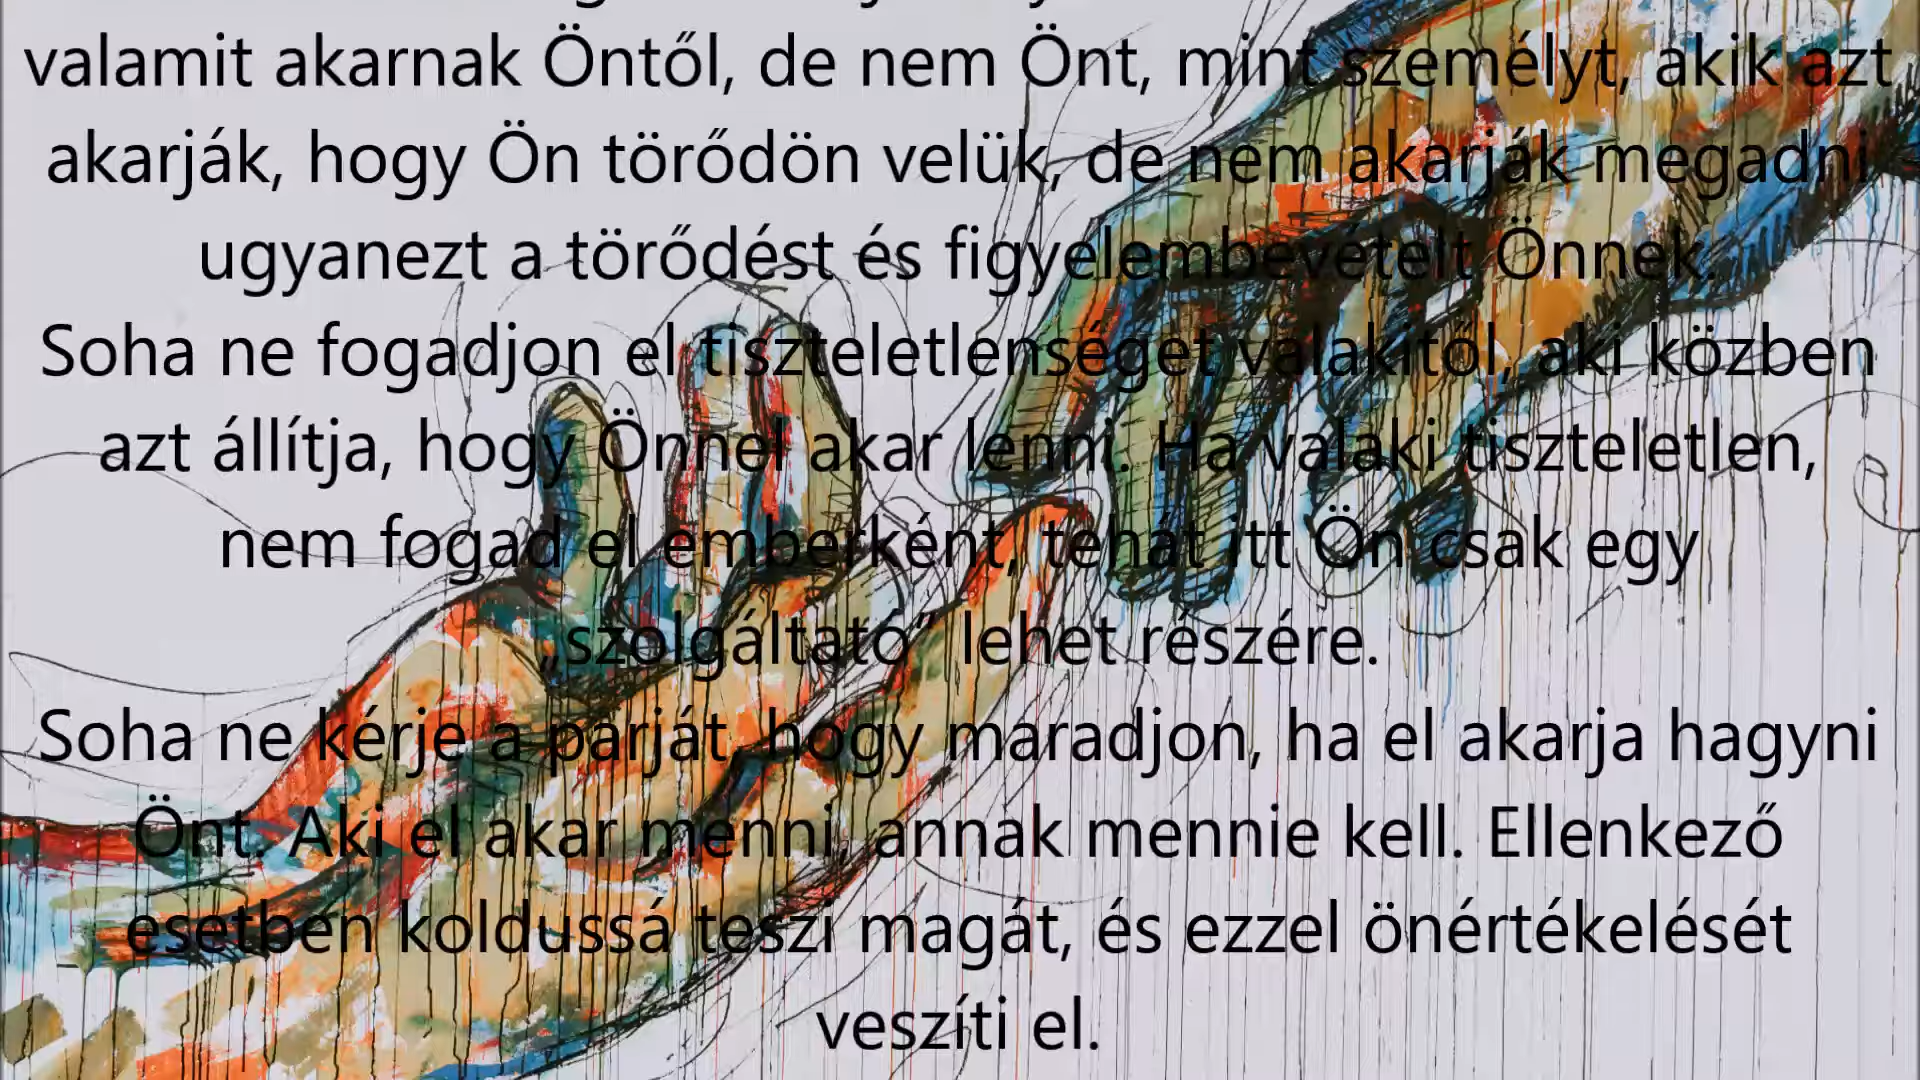 valamit akarnak Öntől, de nem Önt, mint személyt, akik azt
akarják, hogy Ön törődön velük, de nem akarják megadni
ugyanezt a törődést és figyelembevételt Önnek.
Soha ne fogadjon el tiszteletlenséget valakitől, aki közben
azt állítja, hogy Önnel akar lenni. Ha valaki tiszteletlen,
nem fogad el emberként, tehát itt Ön csak egy
„szolgáltató” lehet részére.
Soha ne kérje a párját, hogy maradjon, ha el akarja hagyni
Önt. Aki el akar menni, annak mennie kell. Ellenkező
esetben koldussá teszi magát, és ezzel önértékelését
veszíti el.